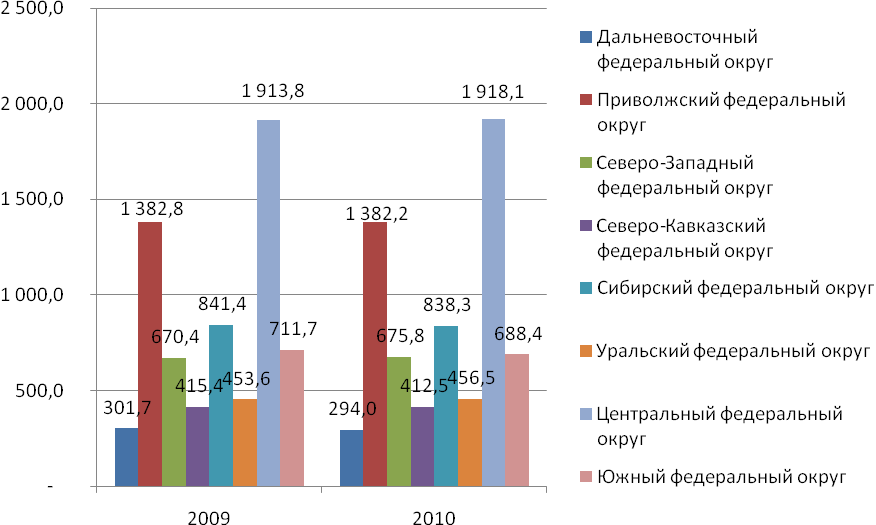 2 500,0
2 000,0
1 500,0
1 000,0
500,0
-
1 913,8
1 918,1
1 382,8
1 382,2
841,4
838,3
670,4
711,7
675,8
688,4
415,4
453,6
412,5
456,5
301,7
294,0
2009
2010
Дальневосточный
федеральный округ
Приволжский федеральный
округ
Северо-Западный
федеральный округ
Северо-Кавказский
федеральный округ
Сибирский федеральный округ
Уральский федеральный округ
Центральный федеральный
округ
Южный федеральный округ